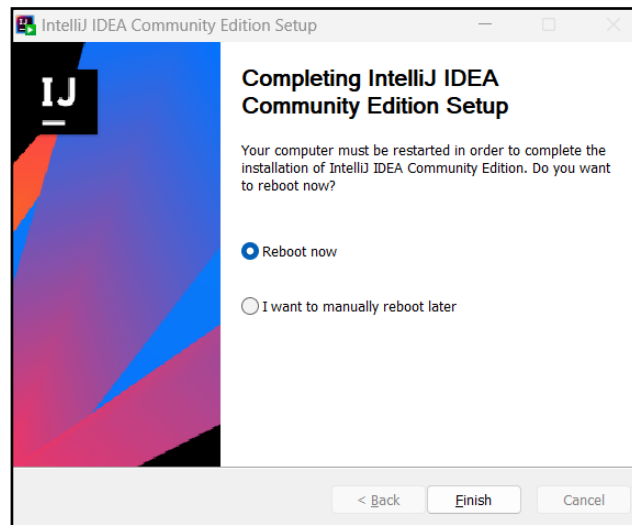 IntelliJ IDEA Community Edition Setup
IJ
Completing IntelliJ IDEA
Community Edition Setup
Your computer must be restarted in order to complete the
installation of IntelliJ IDEA Community Edition. Do you want
to reboot now?
Reboot now
I want to manually reboot later
< Back
Finish
Cancel